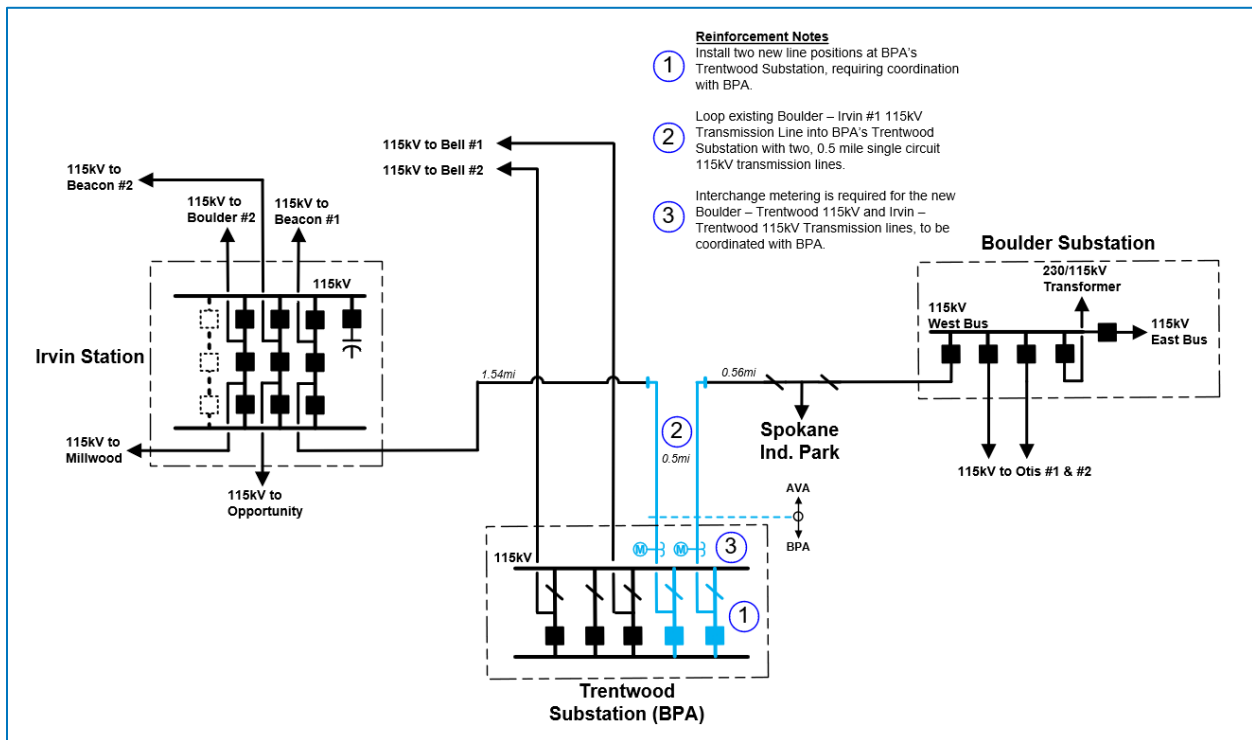 Reinforcement Notes
1
Install two new line positions at BPA's
Trentwood Substation, requiring coordination
with BPA.
2
Loop existing Boulder – Irvin #1 115kV
Transmission Line into BPA's Trentwood
Substation with two, 0.5 mile single circuit
115kV transmission lines.
3
Interchange metering is required for the new
Boulder – Trentwood 115kV and Irvin –
Trentwood 115kV Transmission lines, to be
coordinated with BPA.
115kV to Bell #1
115kV to Bell #2
115kV to
Beacon #2
115kV to
Boulder #2
115kV to
Beacon #1
115kV
Irvin Station
115kV to
Millwood
115kV to
Opportunity
1.54mi
0.56mi
2
0.5mi
Spokane
Ind. Park
Boulder Substation
230/115kV
Transformer
115kV
West Bus
115kV
East Bus
115kV to Otis #1 & #2
AVA
BPA
115kV
M
M
3
1
Trentwood
Substation (BPA)